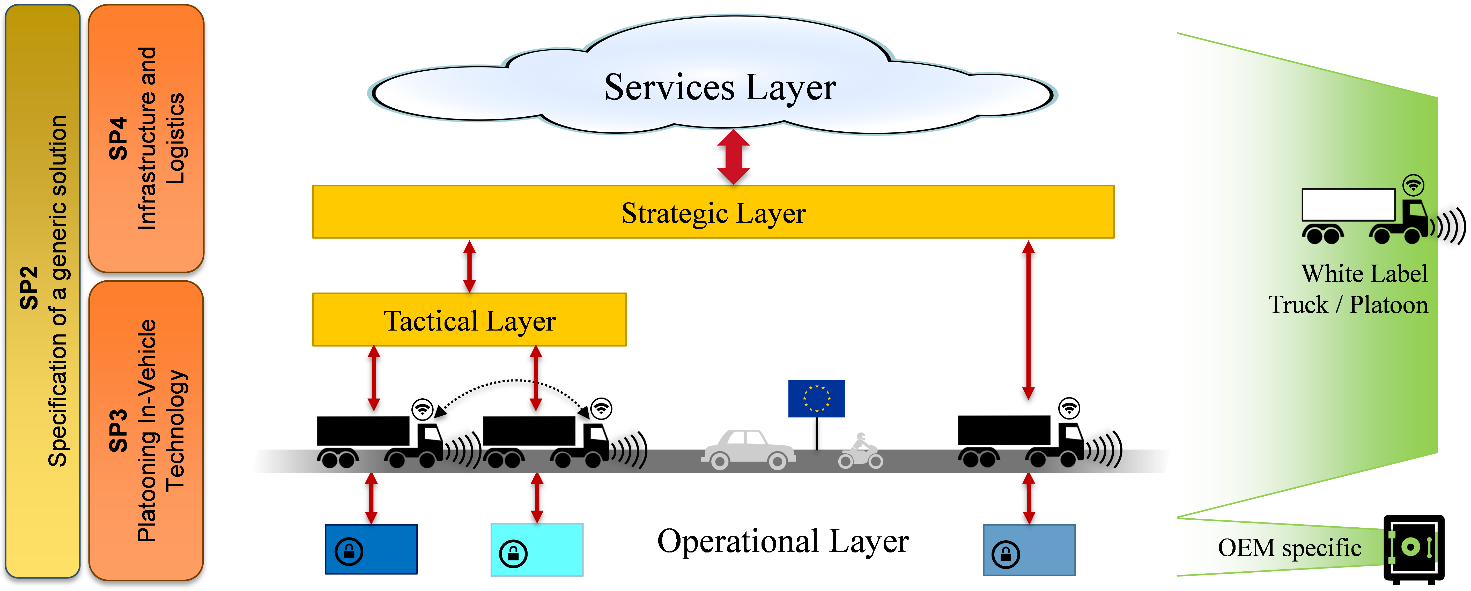 SP2
Specification of a generic solution
SP4
Infrastructure and
Logistics
SP3
Platooning In-Vehicle
Technology
Services Layer
Strategic Layer
Tactical Layer
Operational Layer
White Label
Truck / Platoon
OEM specific